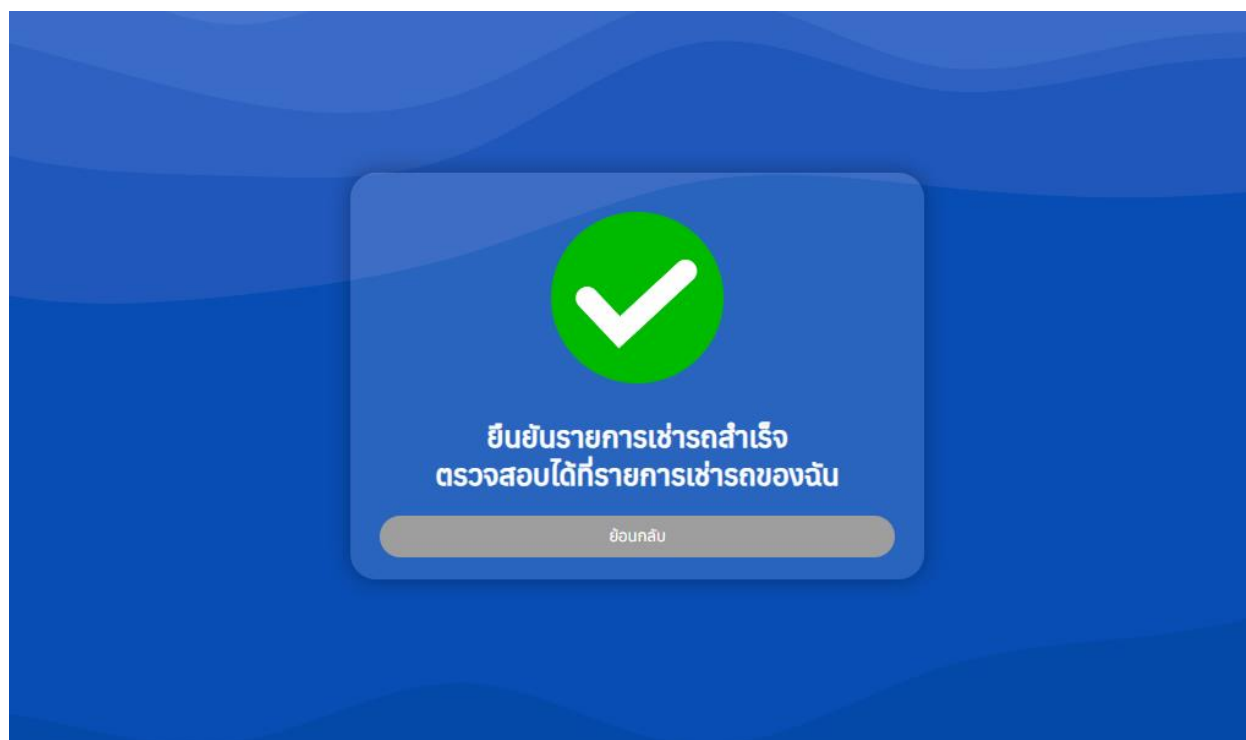 ยืนยันรายการเช่ารถสำเร็จ
ตรวจสอบได้ที่รายการเช่ารถของฉัน
ย้อนกลับ